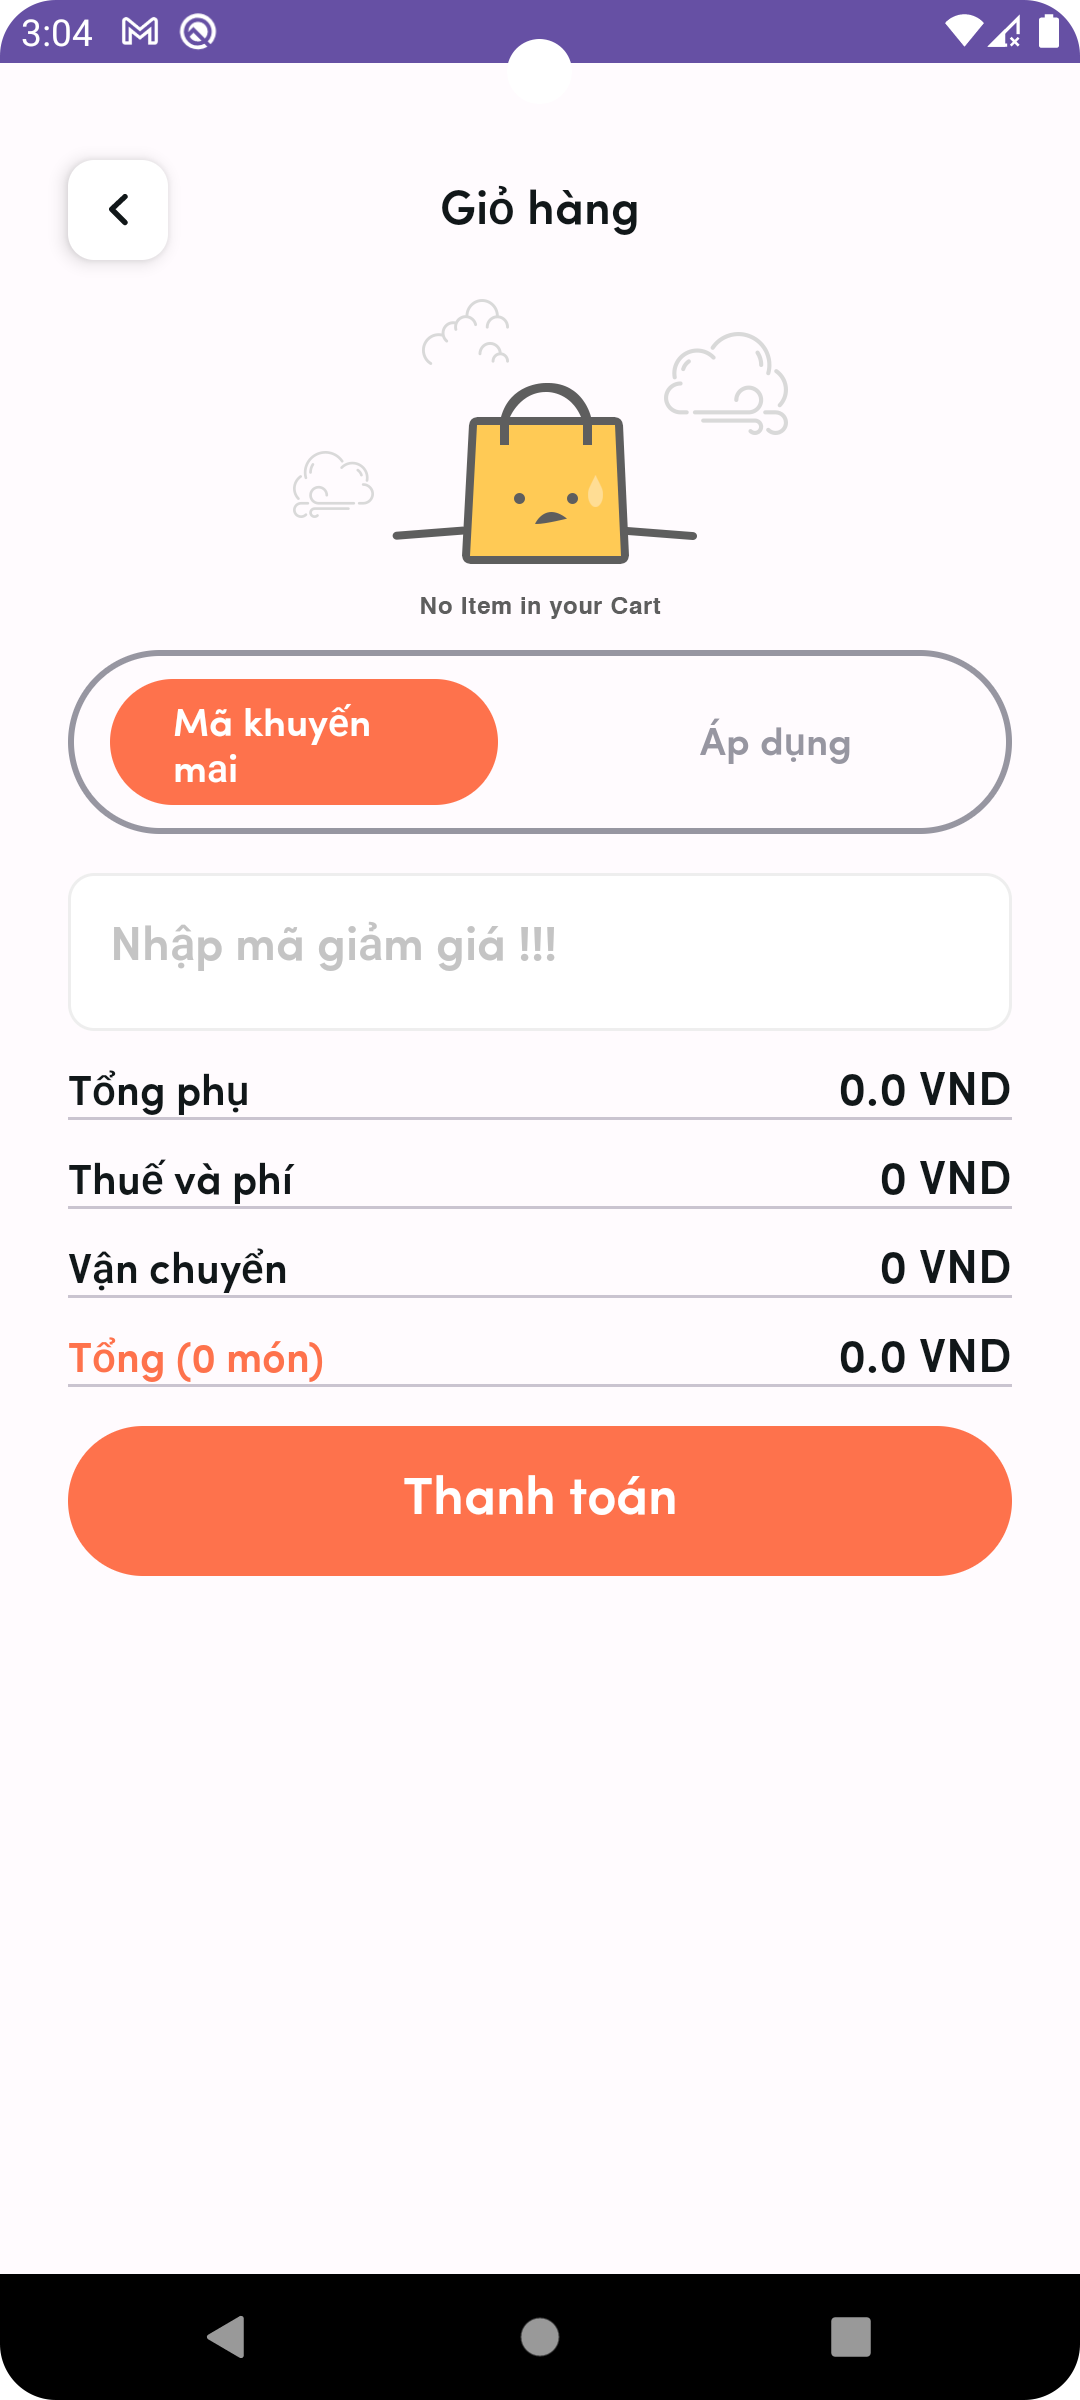 3:04
Giỏ hàng
No Item in your Cart
Mã khuyến
mai
Áp dụng
Nhập mã giảm giá !!!
Tổng phụ 0.0 VND
Thuế và phí 0 VND
Vận chuyển 0 VND
Tổng (0 món) 0.0 VND
Thanh toán